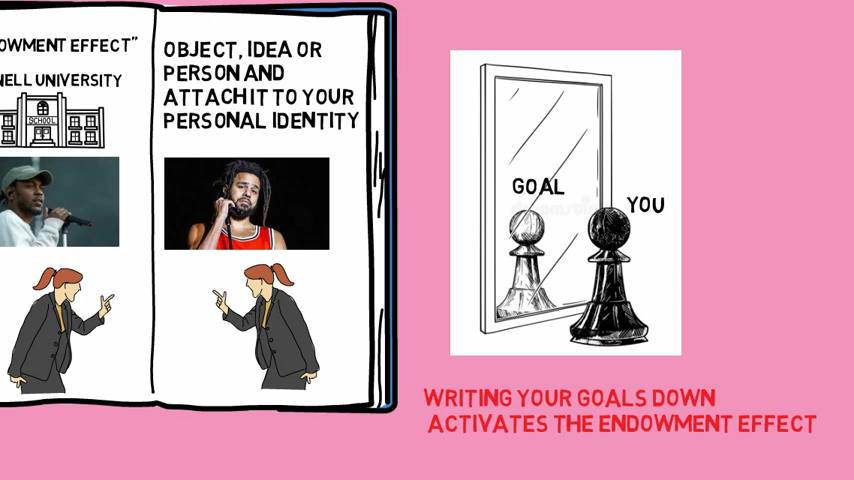 OWMENT EFFECT"
NELL UNIVERSITY
SCHOOL
OBJECT, IDEA OR
PERSON AND
ATTACH IT TO YOUR
PERSONAL IDENTITY
GOAL
YOU
WRITING YOUR GOALS DOWN
ACTIVATES THE ENDOWMENT EFFECT